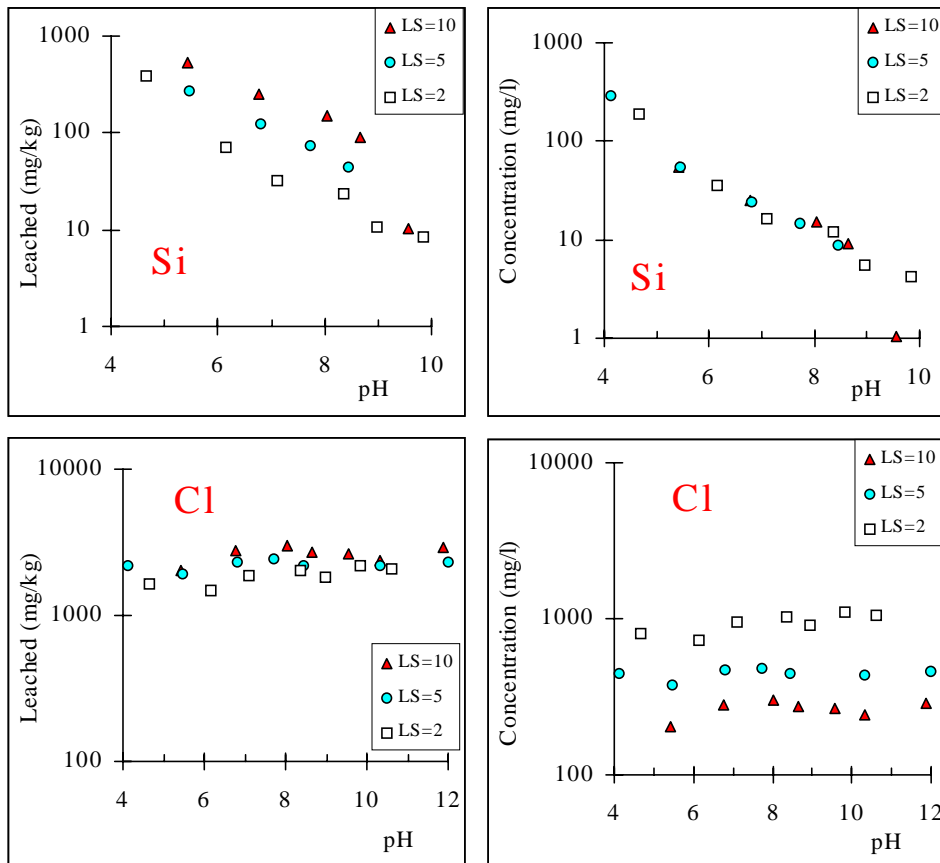 1000
100
10
1
Leached (mg/kg)
LS=10
LS=5
LS=2
Si
4
6
8
10
pH
1000
100
10
1
Concentration (mg/l)
LS=10
LS=5
LS=2
Si
4
6
8
10
pH
10000
1000
100
Leached (mg/kg)
Cl
LS=10
LS=5
LS=2
4
6
8
10
12
pH
10000
1000
100
Concentration (mg/l)
Cl
LS=10
LS=5
LS=2
4
6
8
10
12
pH